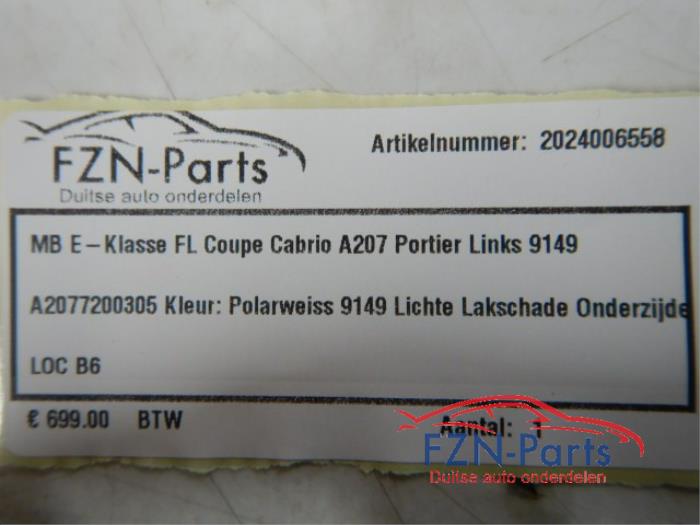 FZN-Parts
Duitse auto onderdelen
Artikelnummer: 2024006558
MB E-Klasse FL Coupe Cabrio A207 Portier Links 9149
A2077200305 Kleur: Polarweiss 9149 Lichte Lakschade Onderzijde
LOC B6
€ 699.00 BTW
Aantal: 1
FZN-Parts
Duitse auto onderdelen